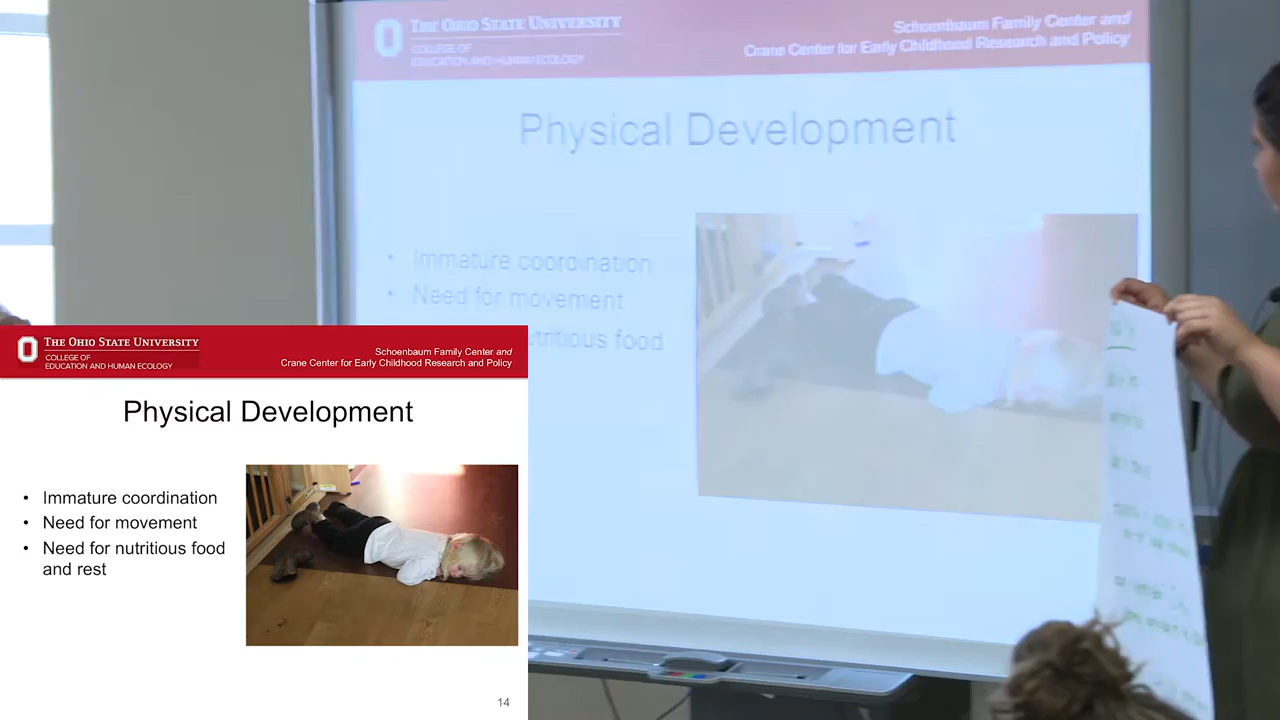 THE OHIO STATE UNIVERSITY
COLLEGE OF
EDUCATION AND HUMAN ECOLOGY
Schoenbaum Family Center and
Crane Center for Early Childhood Research and Policy
Physical Development
• Immature coordination
• Need for movement
nutritious food
THE OHIO STATE UNIVERSITY
COLLEGE OF
EDUCATION AND HUMAN ECOLOGY
Schoenbaum Family Center and
Crane Center for Early Childhood Research and Policy
Physical Development
• Immature coordination
• Need for movement
• Need for nutritious food
and rest
14